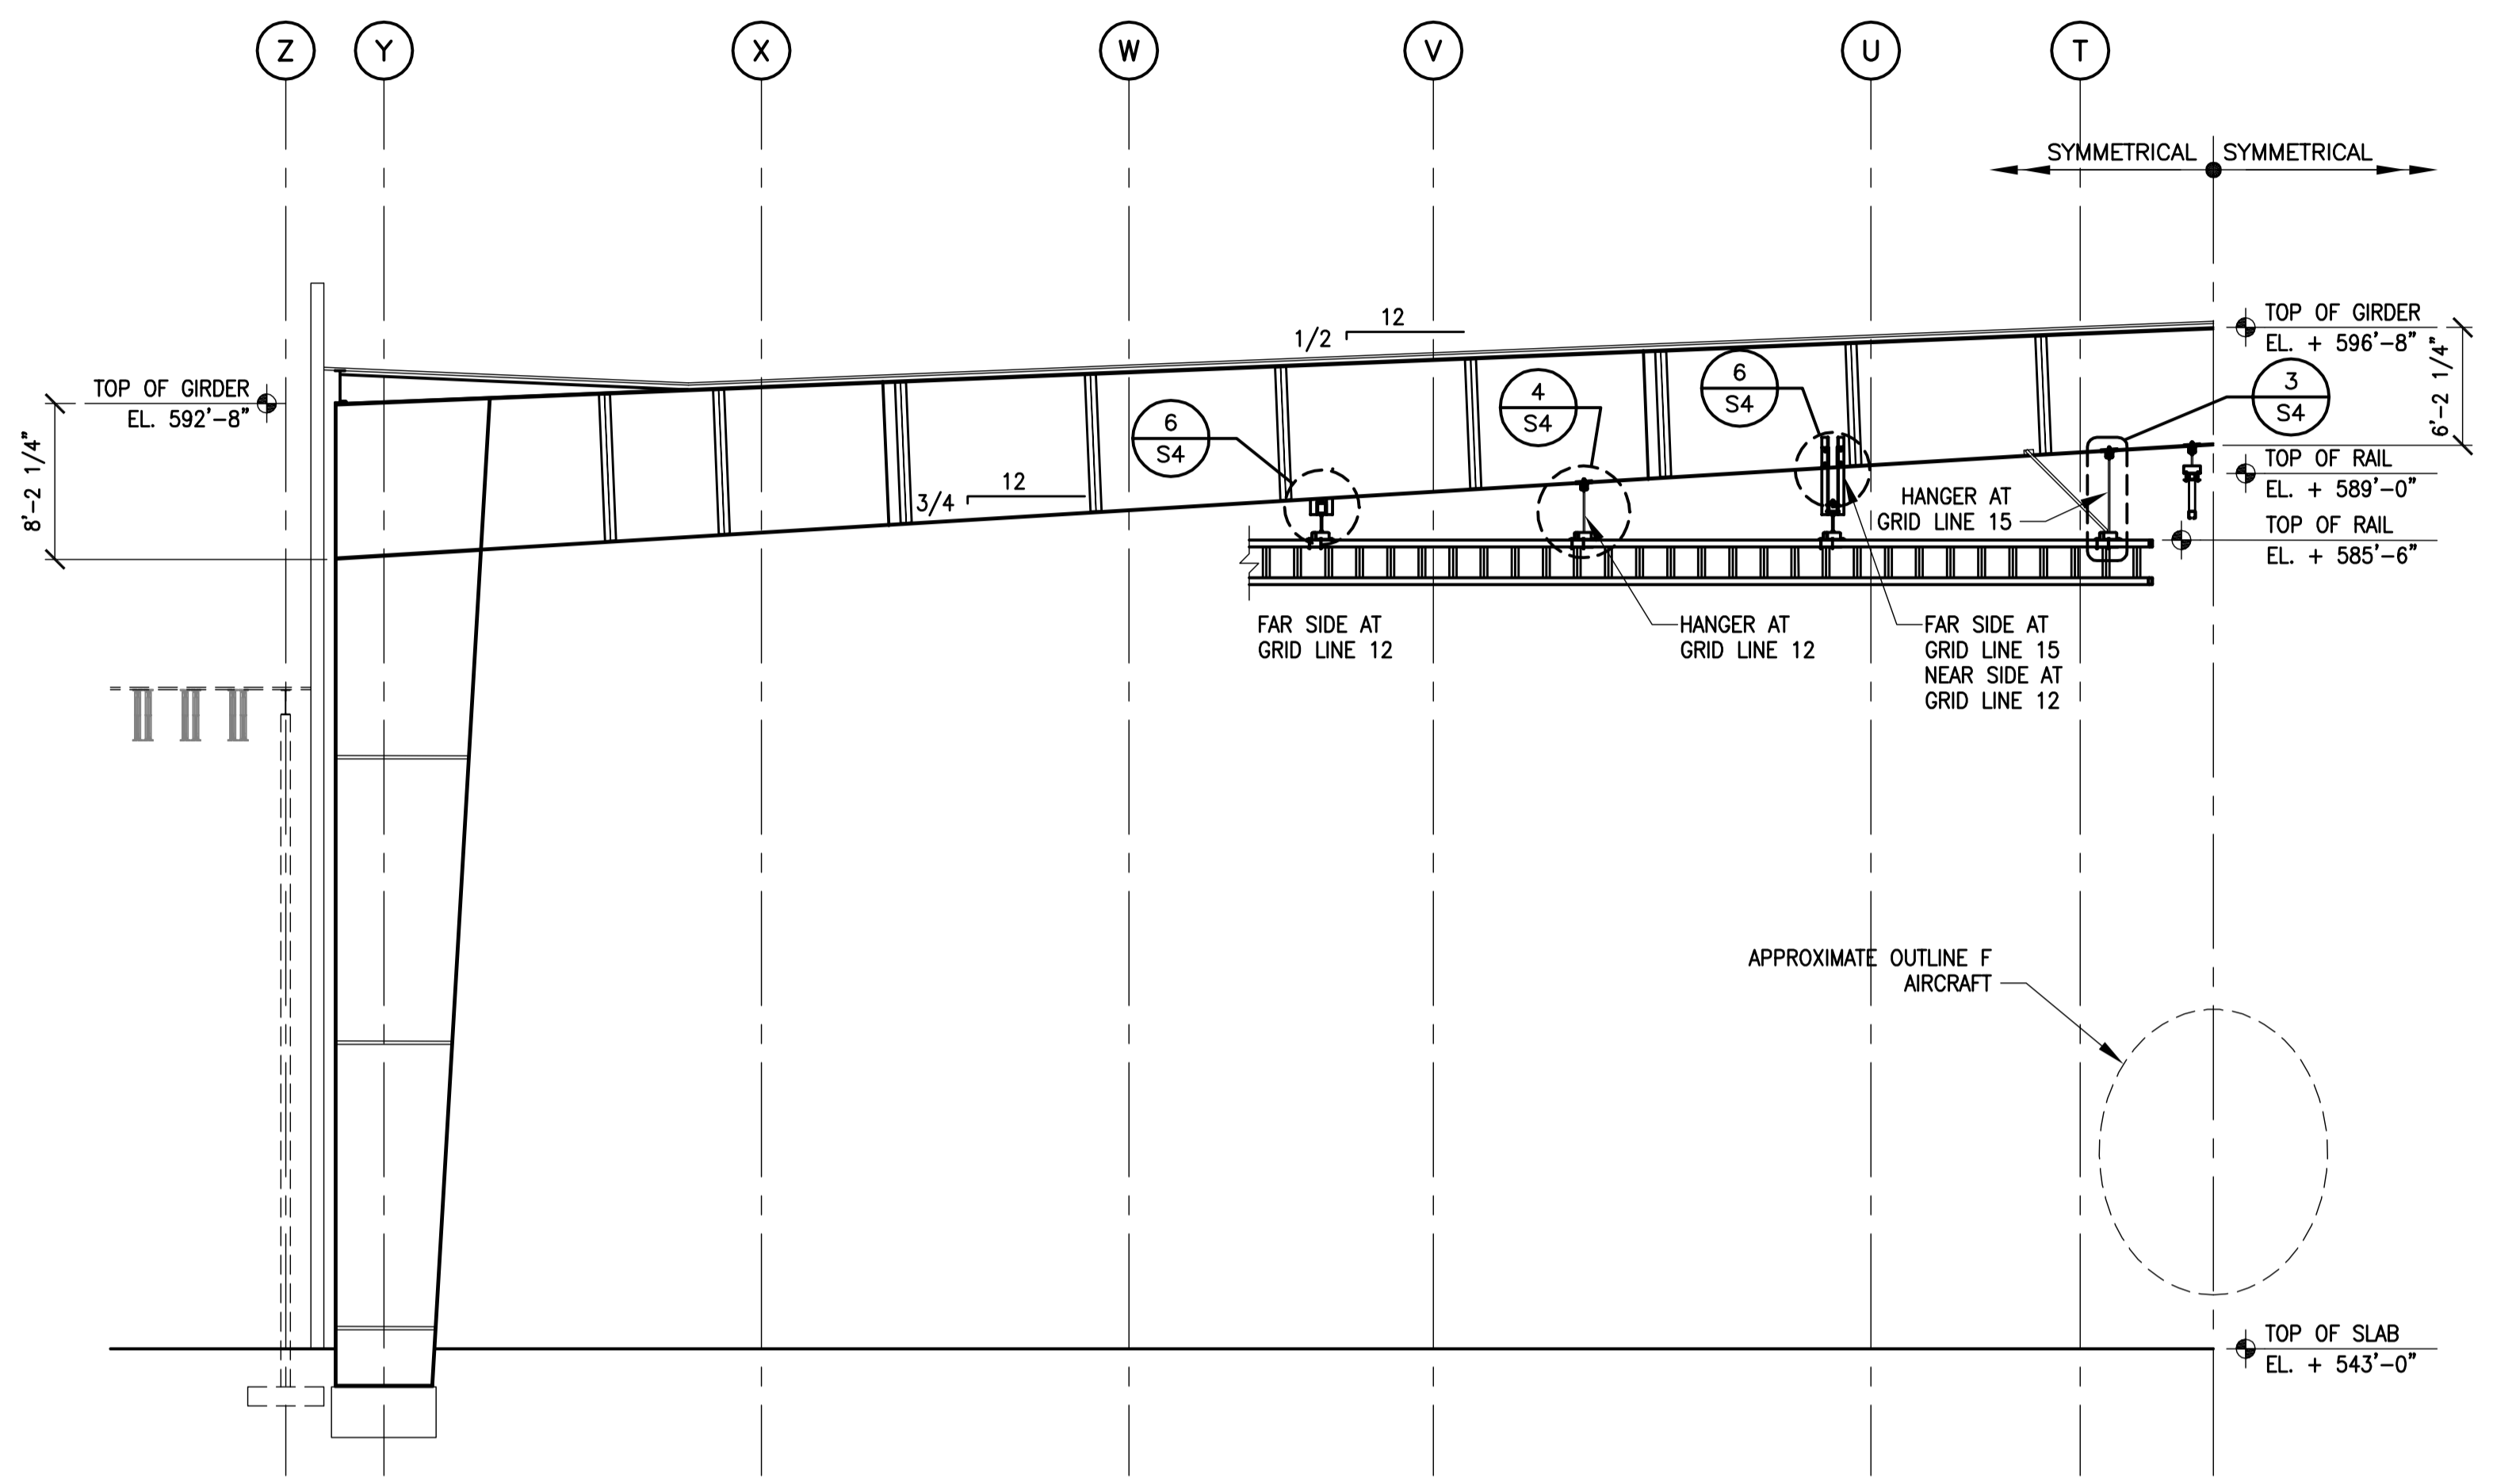 Z Y X W V U T
SYMMETRICAL SYMMETRICAL
TOP OF GIRDER
EL. + 596'-8"
6'-2 1/4"
12
1/2
TOP OF GIRDER
EL. 592'-8"
8'-2 1/4"
6
S4
4
S4
6
S4
3
S4
12
3/4
TOP OF RAIL
EL. + 589'-0"
HANGER AT
GRID LINE 15
TOP OF RAIL
EL. + 585'-6"
FAR SIDE AT
GRID LINE 12
HANGER AT
GRID LINE 12
FAR SIDE AT
GRID LINE 15
NEAR SIDE AT
GRID LINE 12
APPROXIMATE OUTLINE F
AIRCRAFT
TOP OF SLAB
EL. + 543'-0"